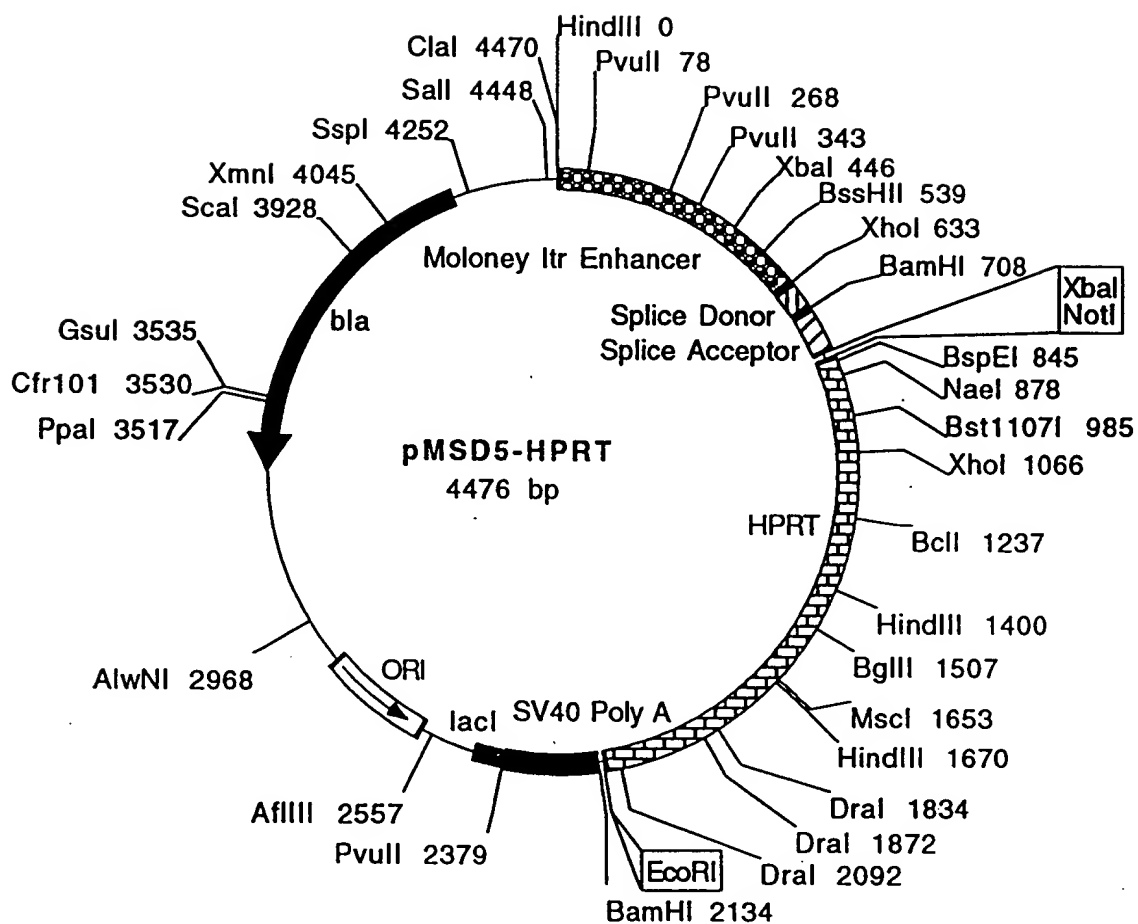 HindIII 0
ClaI 4470
PvuII 78
SalI 4448
PvuII 268
SspI 4252
PvuII 343
XmnI 4045
XbaI 446
ScaI 3928
BssHII 539
XhoI 633
Moloney ltr Enhancer
BamHI 708
XbaI
NotI
bla
Splice Donor
GsuI 3535
Splice Acceptor
BspEI 845
Cfr101 3530
NaeI 878
PpaI 3517
Bst1107I 985
pMSD5-HPRT
XhoI 1066
4476 bp
HPRT
BclI 1237
HindIII 1400
AlwNI 2968
ORI
BglII 1507
lacI
SV40 Poly A
MscI 1653
HindIII 1670
AflIII 2557
DraI 1834
PvuII 2379
DraI 1872
EcoRI
DraI 2092
BamHI 2134